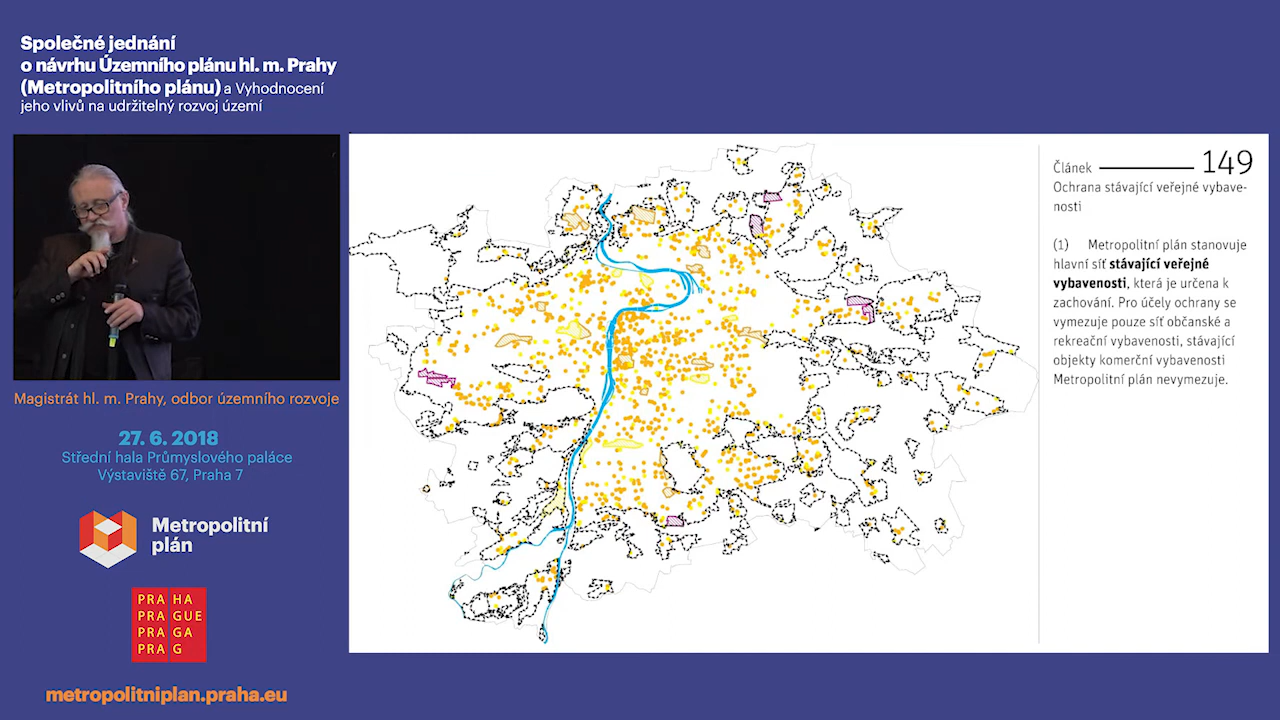 Společné jednání
o návrhu Územního plánu hl. m. Prahy
(Metropolitního plánu) a Vyhodnocení
jeho vlivů na udržitelný rozvoj území
Magistrát hl. m. Prahy, odbor územního rozvoje
27. 6. 2018
Střední hala Průmyslového paláce
Výstaviště 67, Praha 7
Metropolitní
plán
PRA HA
PRA GUE
PRA GA
PRA G
metropolitniplan.praha.eu
Článek 149
Ochrana stávající veřejné vybave-
nosti
(1) Metropolitní plán stanovuje
hlavní síť stávající veřejné
vybavenosti, která je určena k
zachování. Pro účely ochrany se
vymezuje pouze síť občanské a
rekreační vybavenosti, stávající
objekty komerční vybavenosti
Metropolitní plán nevymezuje.